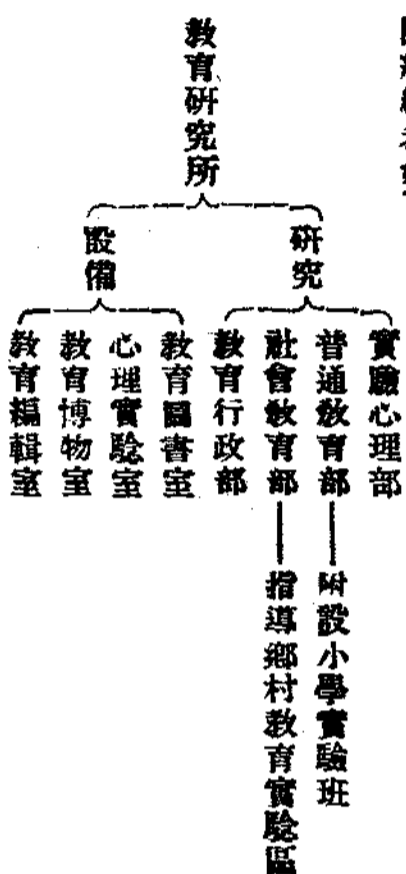 教育研究所
研究
實驗心理部
普通教育部——附設小學實驗班
社會教育部——指導鄉村教育實驗區
教育行政部
設備
教育圖書室
心理實驗室
教育博物室
教育編輯室